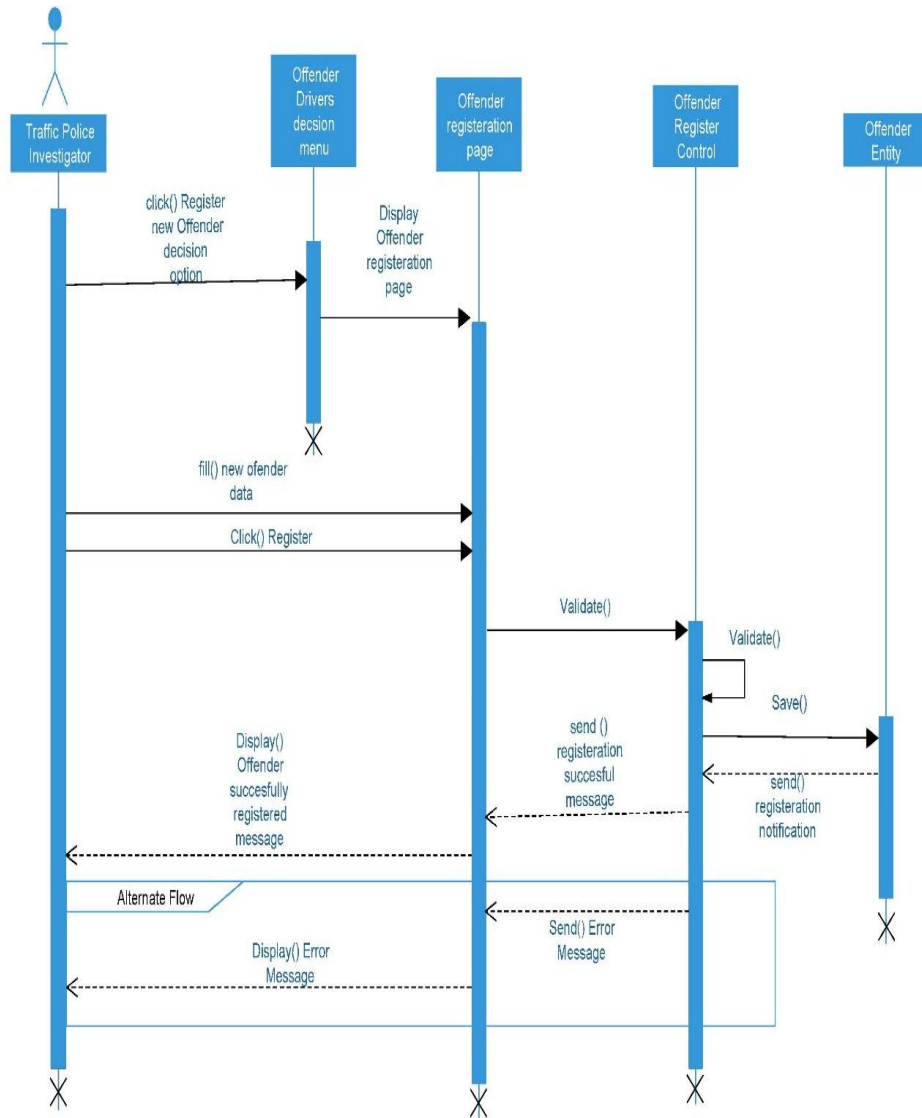 Traffic Police
Investigator
Offender
Drivers
decsion
menu
Offender
registeration
page
Offender
Register
Control
Offender
Entity
click() Register
new Offender
decision
option
Display
Offender
registeration
page
fill() new ofender
data
Click() Register
Validate()
Validate()
Save()
send()
registeration
notification
send ()
registeration
succesful
message
Display()
Offender
succesfully
registered
message
Alternate Flow
Send() Error
Message
Display() Error
Message